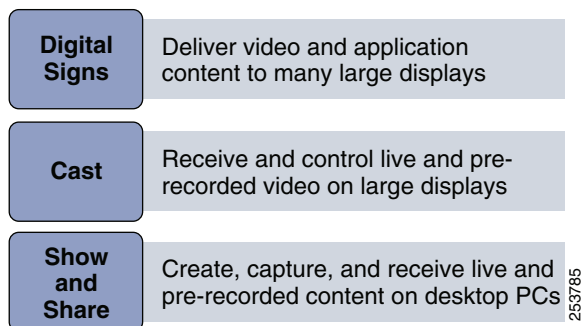 Digital
Signs
Deliver video and application
content to many large displays
Cast
Receive and control live and pre-
recorded video on large displays
Show
and
Share
Create, capture, and receive live and
pre-recorded content on desktop PCs
253785